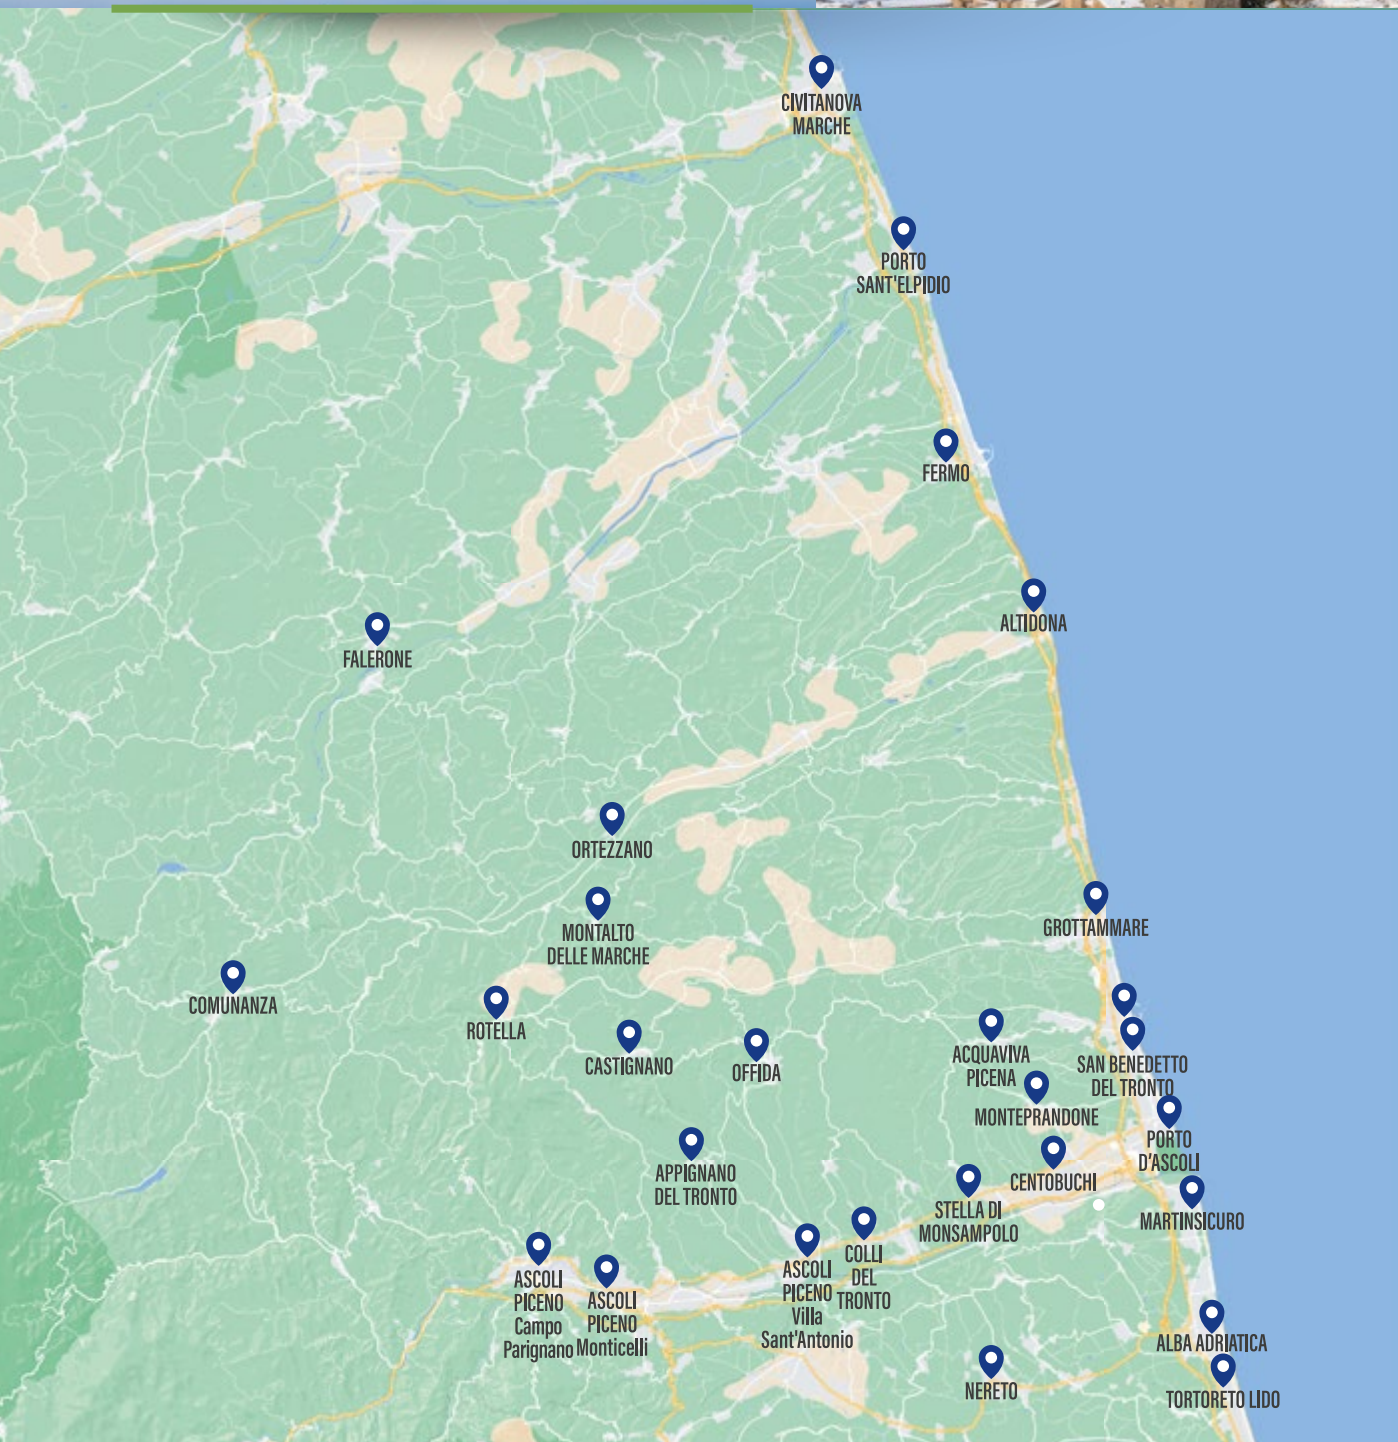 CIVITANOVA
MARCHE
PORTO
SANT'ELPIDIO
FERMO
ALTIDONA
FALERONE
ORTEZZANO
MONTALTO
DELLE MARCHE
GROTTAMMARE
COMUNANZA
ROTELLA
CASTIGNANO
OFFIDA
ACQUAVIVA
PICENA
SAN BENEDETTO
DEL TRONTO
MONTEPRANDONE
PORTO
D'ASCOLI
APPIGNANO
DEL TRONTO
CENTOBUCHI
STELLA DI
MONSAMPOLO
MARTINSICURO
COLLI
DEL
TRONTO
ASCOLI
PICENO
Villa
Sant'Antonio
ASCOLI
PICENO
Campo
Parignano
ASCOLI
PICENO
Monticelli
ALBA ADRIATICA
NERETO
TORTORETO LIDO